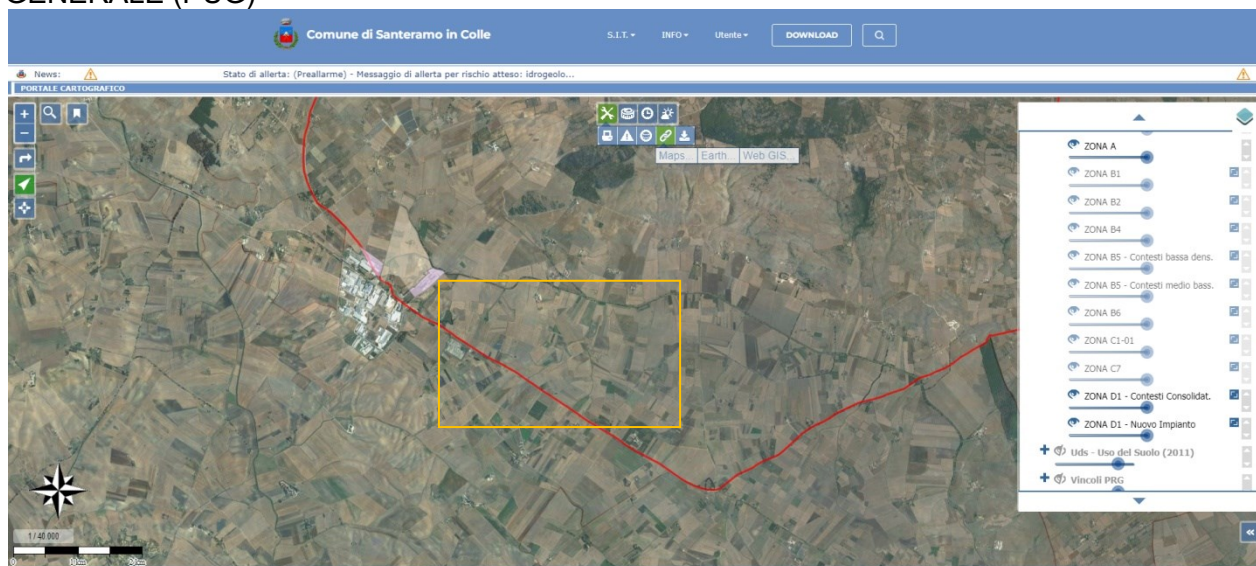 GENERALE (PUG)
Comune di Santeramo in Colle
S.I.T.
INFO
Utente
DOWNLOAD
News:
Stato di allerta: (Preallarme) - Messaggio di allerta per rischio atteso: idrogeolo...
PORTALE CARTOGRAFICO
Maps...
Earth...
Web GIS...
ZONA A
ZONA B1
ZONA B2
ZONA B4
ZONA B5 - Contesti bassa dens.
ZONA B5 - Contesti medio bass.
ZONA B6
ZONA C1-01
ZONA C7
ZONA D1 - Contesti Consolidat.
ZONA D1 - Nuovo Impianto
Uds - Uso del Suolo (2011)
Vincoli PRG
1/ 40 000